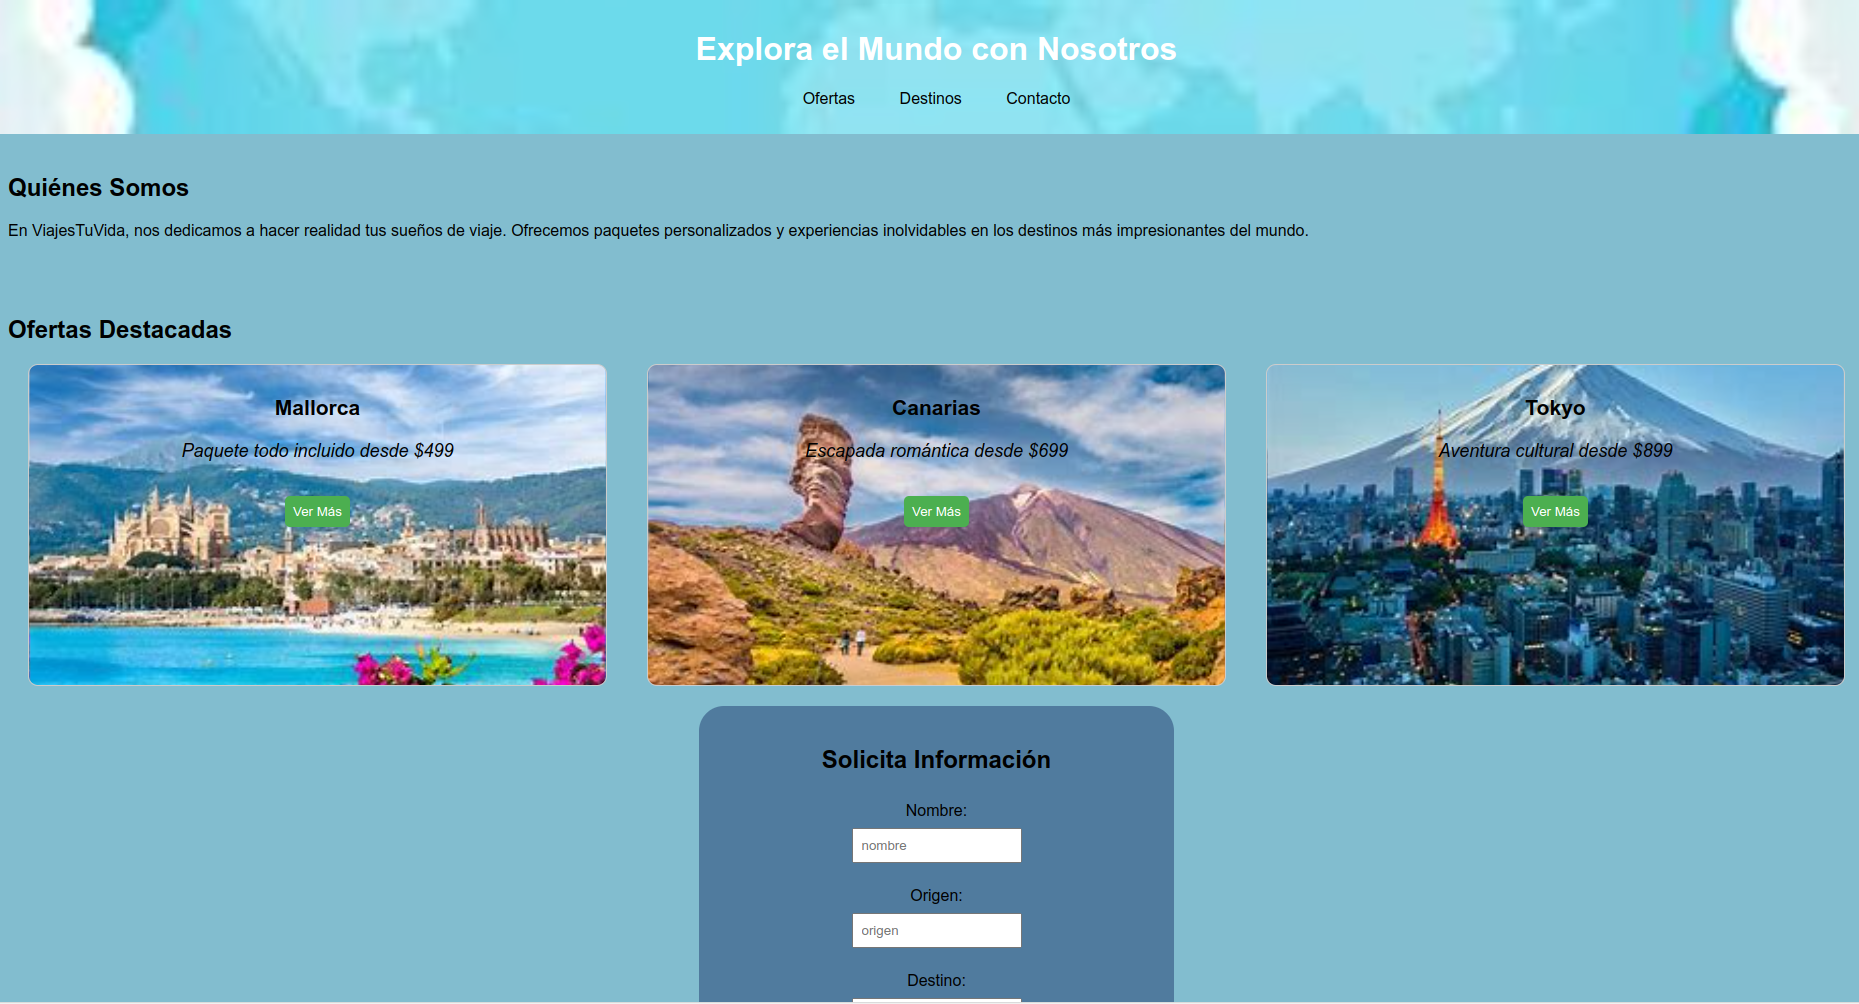 Explora el Mundo con Nosotros
Ofertas Destinos Contacto
Quiénes Somos
En ViajesTuVida, nos dedicamos a hacer realidad tus sueños de viaje. Ofrecemos paquetes personalizados y experiencias inolvidables en los destinos más impresionantes del mundo.
Ofertas Destacadas
Mallorca
Paquete todo incluido desde $499
Ver Más
Canarias
Escapada romántica desde $699
Ver Más
Tokyo
Aventura cultural desde $899
Ver Más
Solicita Información
Nombre:
nombre
Origen:
origen
Destino: